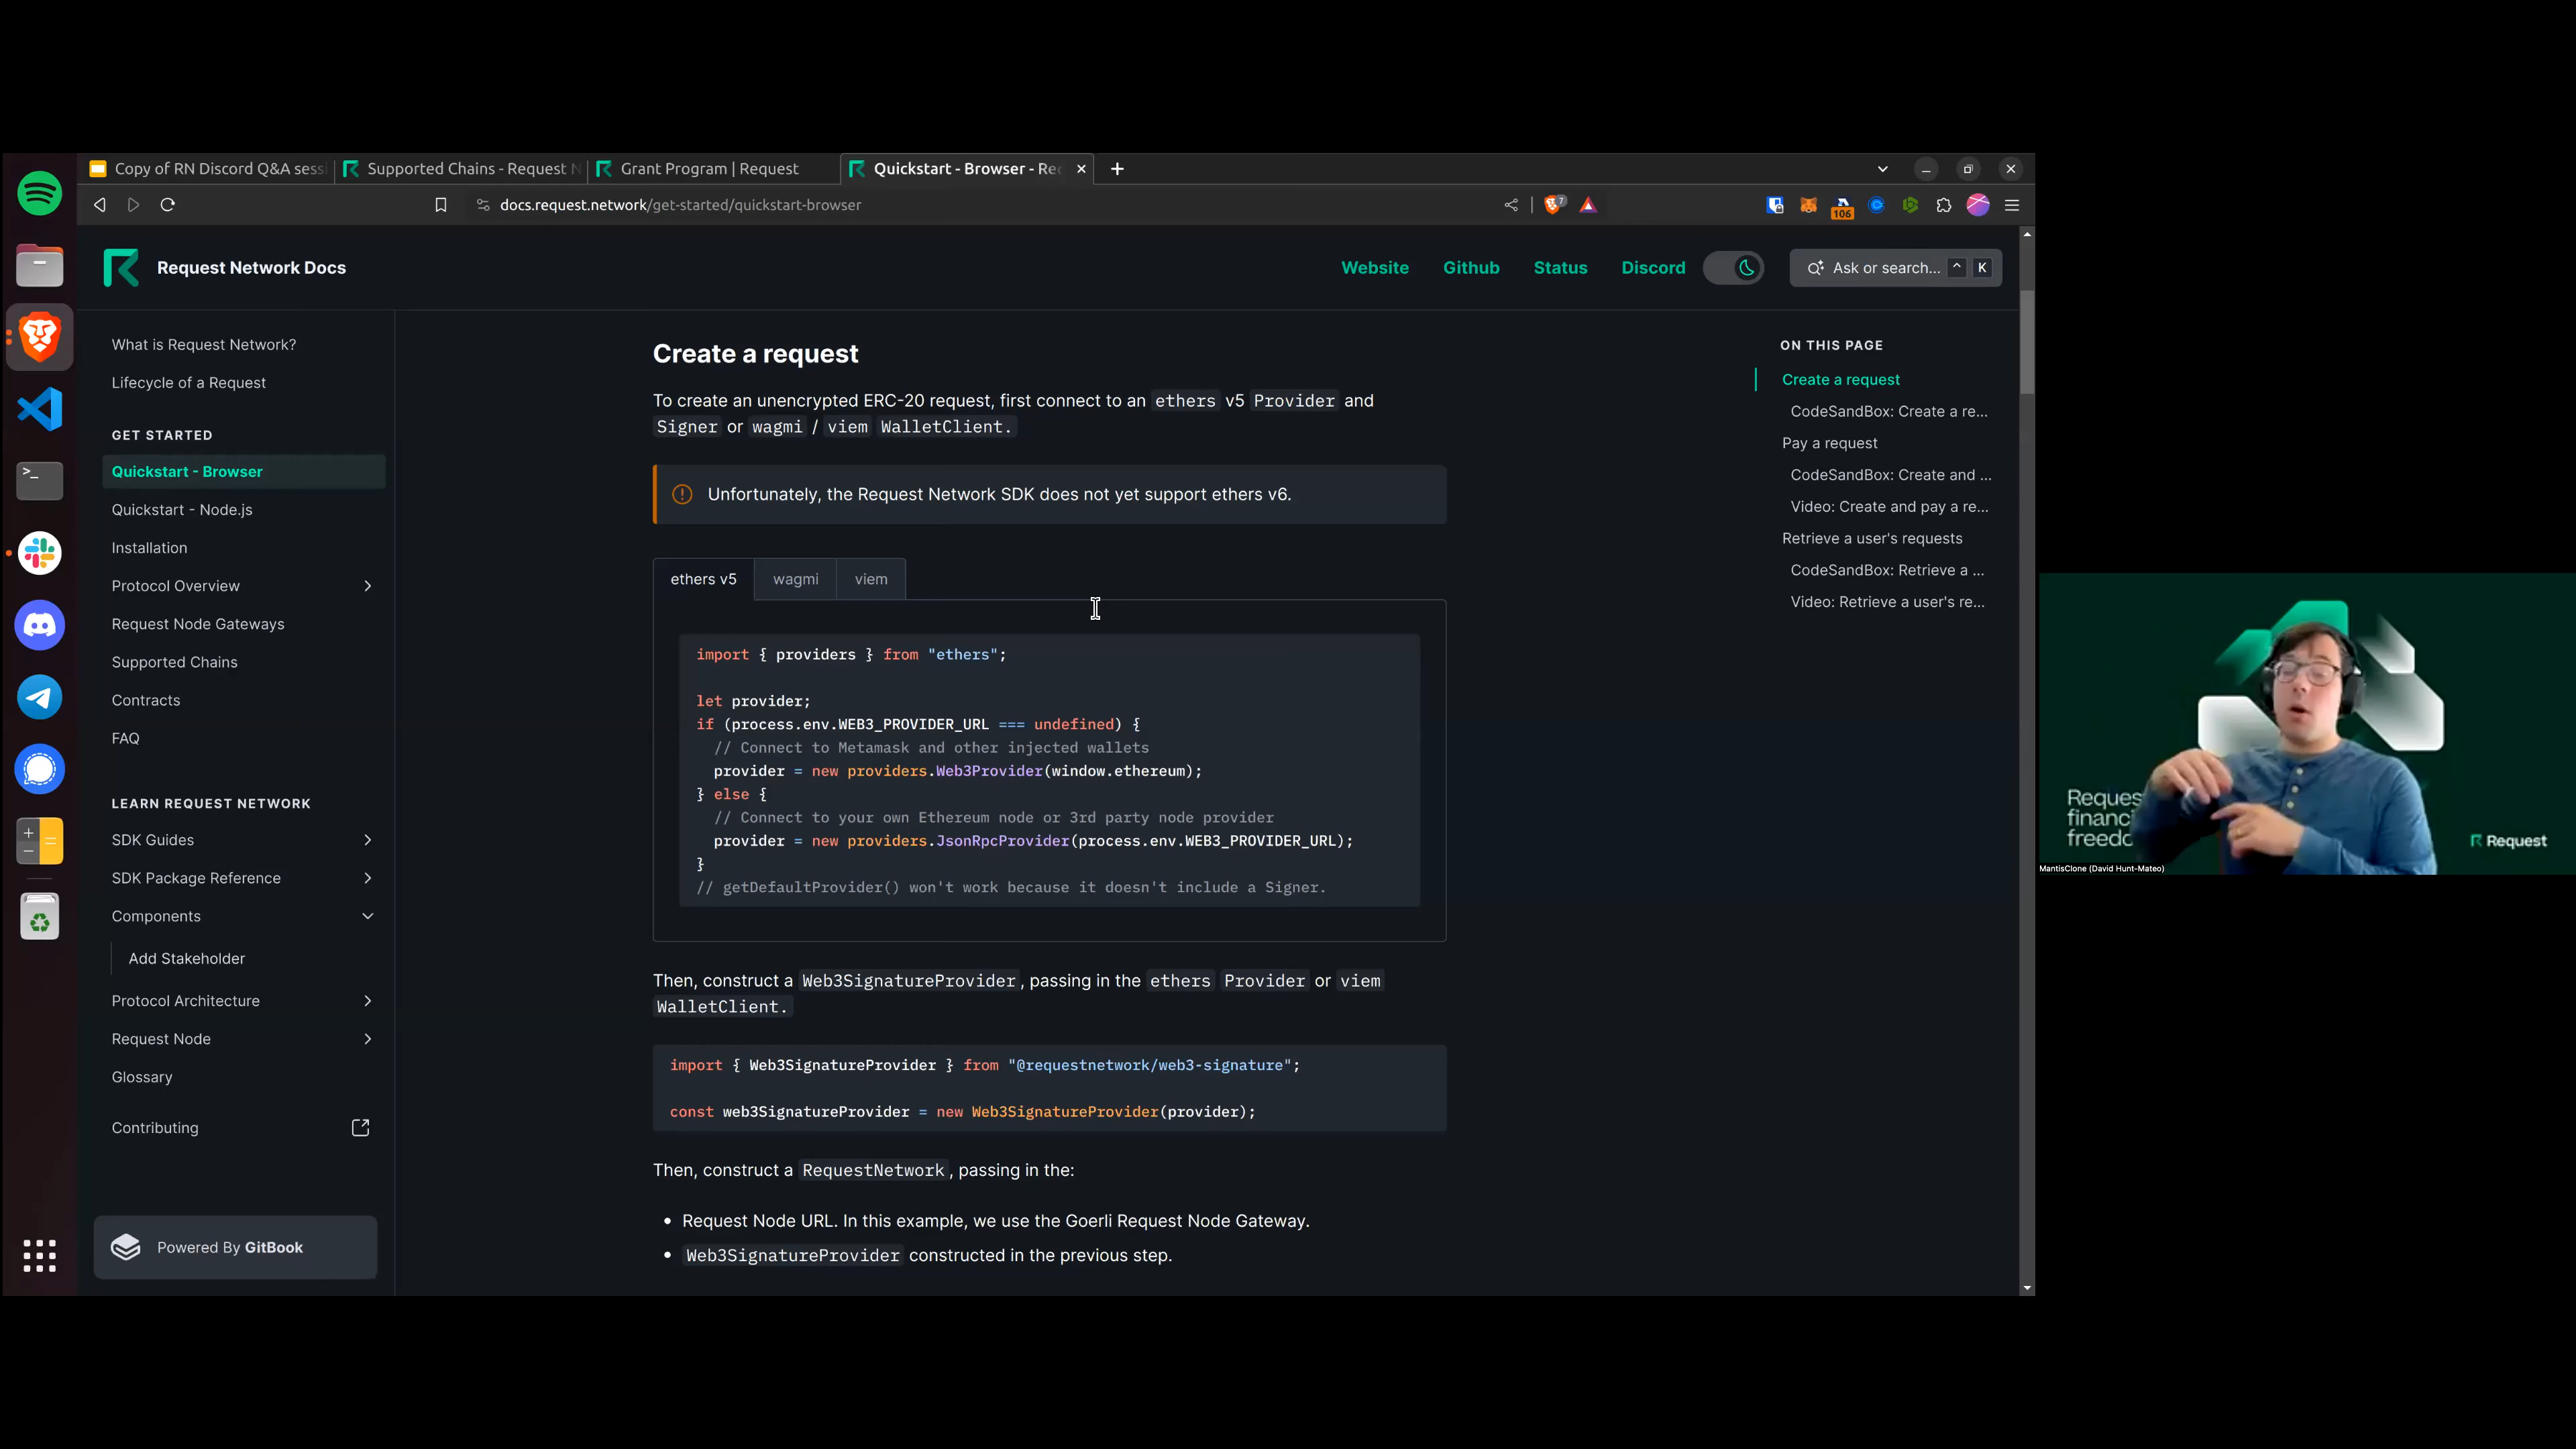 Copy of RN Discord Q&A sess
Supported Chains - Request N
Grant Program | Request
Quickstart - Browser - Rec
docs.request.network/get-started/quickstart-browser
7
106
Request Network Docs
Website
Github
Status
Discord
Ask or search...
^
K
What is Request Network?
Lifecycle of a Request
GET STARTED
Quickstart - Browser
Quickstart - Node.js
Installation
Protocol Overview
Request Node Gateways
Supported Chains
Contracts
FAQ
LEARN REQUEST NETWORK
SDK Guides
SDK Package Reference
Components
Add Stakeholder
Protocol Architecture
Request Node
Glossary
Contributing
Powered By GitBook
Create a request
To create an unencrypted ERC-20 request, first connect to an ethers v5 Provider and
Signer or wagmi / viem WalletClient.
Unfortunately, the Request Network SDK does not yet support ethers v6.
ethers v5
wagmi
viem
import { providers } from "ethers";
let provider;
if (process.env.WEB3_PROVIDER_URL === undefined) {
// Connect to Metamask and other injected wallets
provider = new providers.Web3Provider(window.ethereum);
} else {
// Connect to your own Ethereum node or 3rd party node provider
provider = new providers.JsonRpcProvider(process.env.WEB3_PROVIDER_URL);
}
// getDefaultProvider() won't work because it doesn't include a Signer.
Then, construct a Web3SignatureProvider, passing in the ethers Provider or viem
WalletClient.
import { Web3SignatureProvider } from "@requestnetwork/web3-signature";
const web3SignatureProvider = new Web3SignatureProvider(provider);
Then, construct a RequestNetwork, passing in the:
• Request Node URL. In this example, we use the Goerli Request Node Gateway.
• Web3SignatureProvider constructed in the previous step.
ON THIS PAGE
Create a request
CodeSandBox: Create a re...
Pay a request
CodeSandBox: Create and ...
Video: Create and pay a re...
Retrieve a user's requests
CodeSandBox: Retrieve a ...
Video: Retrieve a user's re...
Reques
financi
freedo
Request
MantisClone (David Hunt-Mateo)